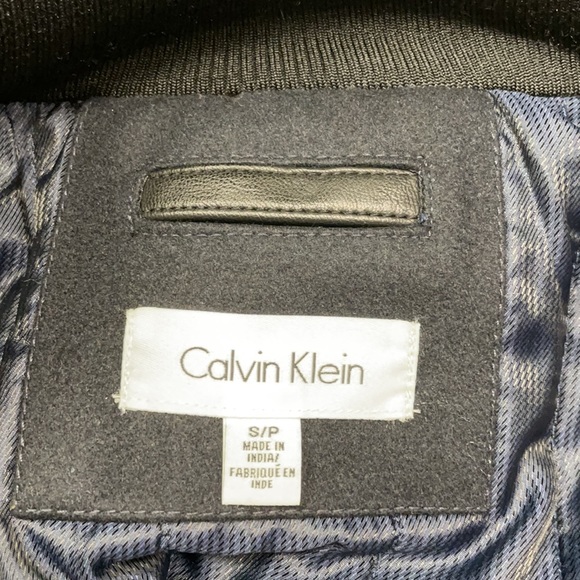 Calvin Klein
S/P
MADE IN
INDIA/
FABRIQUÉ EN
INDE